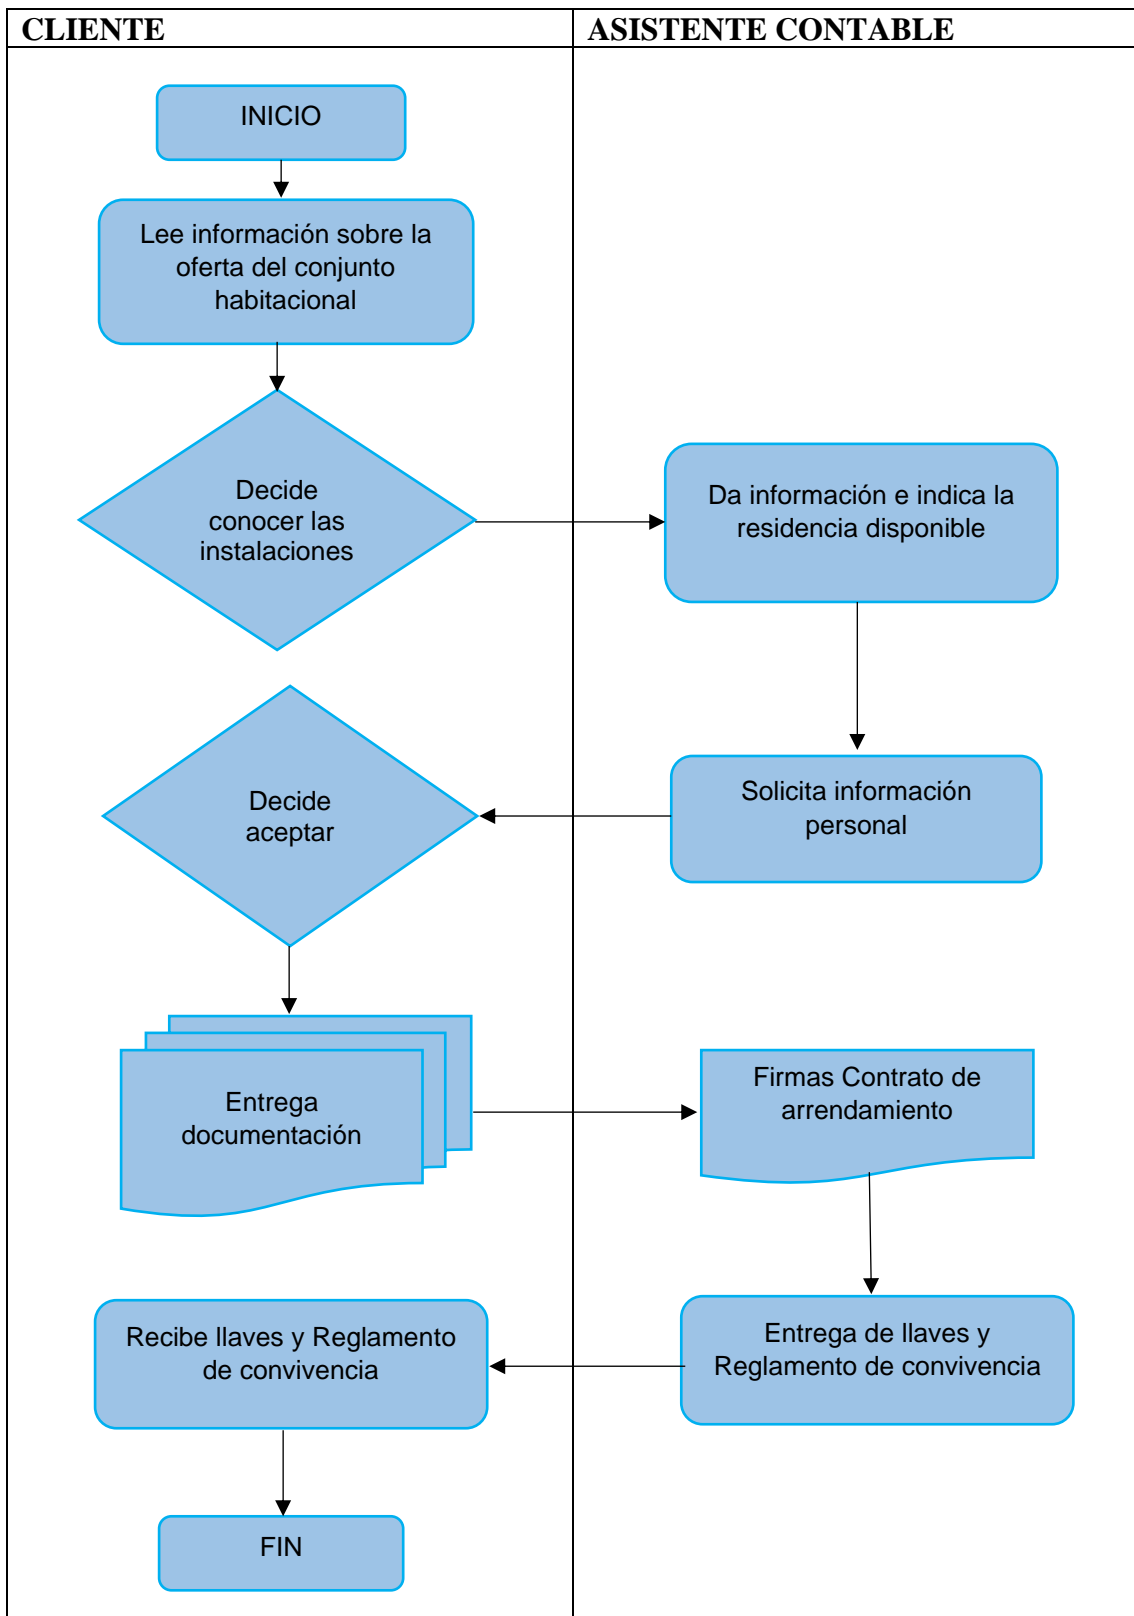 CLIENTE
ASISTENTE CONTABLE
INICIO
Lee información sobre la
oferta del conjunto
habitacional
Decide
conocer las
instalaciones
Da información e indica la
residencia disponible
Solicita información
personal
Decide
aceptar
Entrega
documentación
Firmas Contrato de
arrendamiento
Entrega de llaves y
Reglamento de convivencia
Recibe llaves y Reglamento
de convivencia
FIN